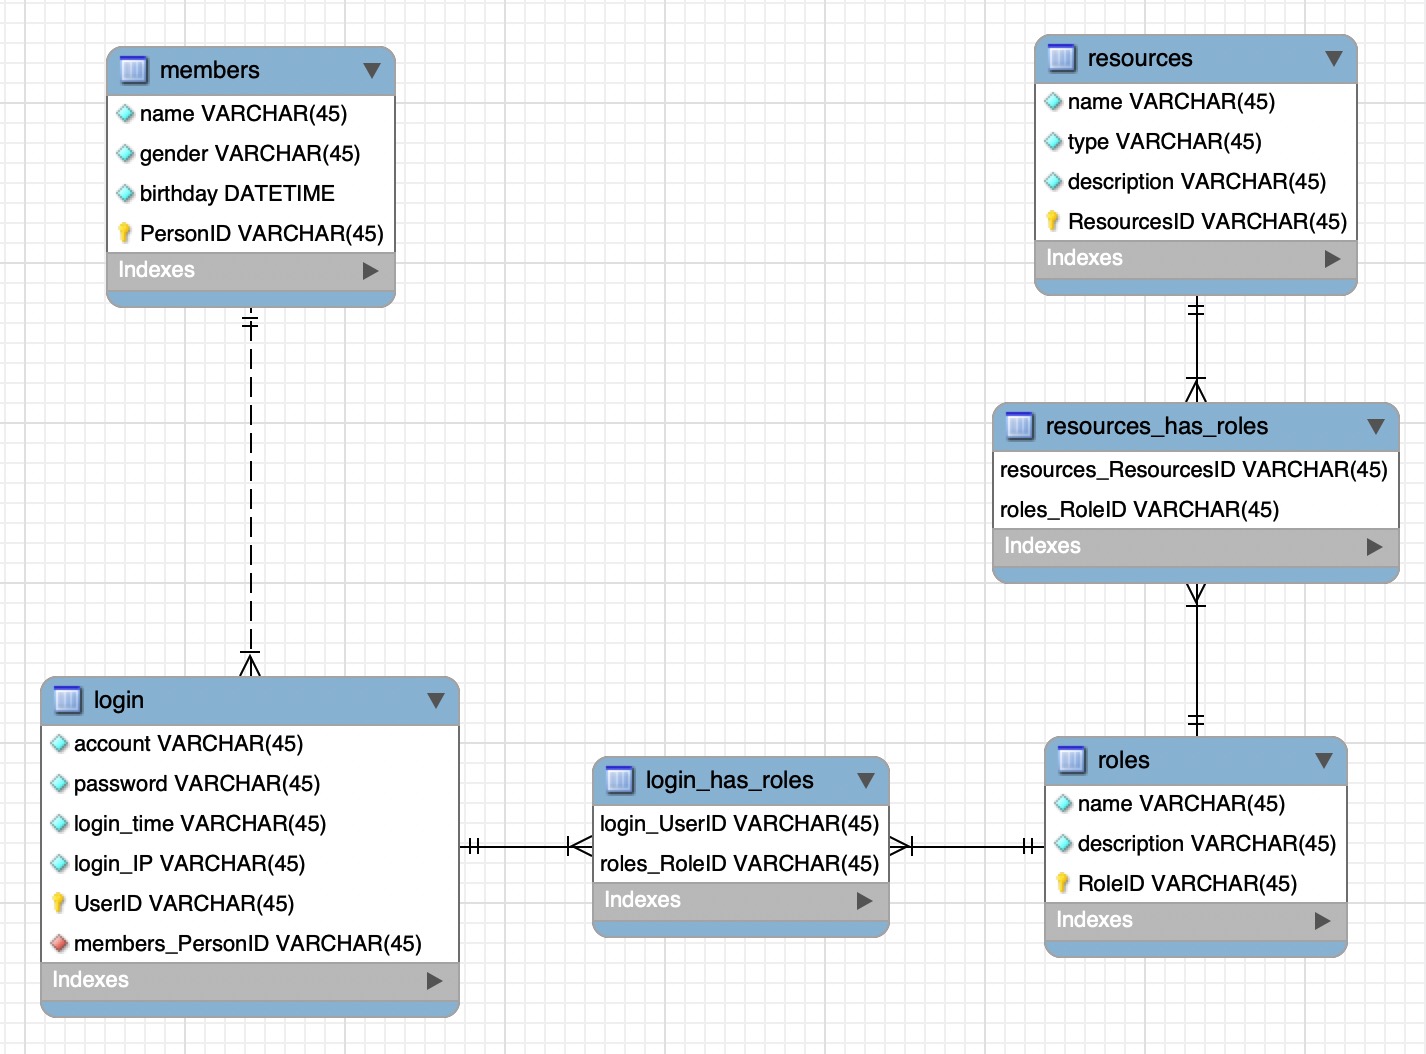 members
name VARCHAR(45)
gender VARCHAR(45)
birthday DATETIME
PersonID VARCHAR(45)
Indexes
resources
name VARCHAR(45)
type VARCHAR(45)
description VARCHAR(45)
ResourcesID VARCHAR(45)
Indexes
resources_has_roles
resources_ResourcesID VARCHAR(45)
roles_RoleID VARCHAR(45)
Indexes
login
account VARCHAR(45)
password VARCHAR(45)
login_time VARCHAR(45)
login_IP VARCHAR(45)
UserID VARCHAR(45)
members_PersonID VARCHAR(45)
Indexes
login_has_roles
login_UserID VARCHAR(45)
roles_RoleID VARCHAR(45)
Indexes
roles
name VARCHAR(45)
description VARCHAR(45)
RoleID VARCHAR(45)
Indexes